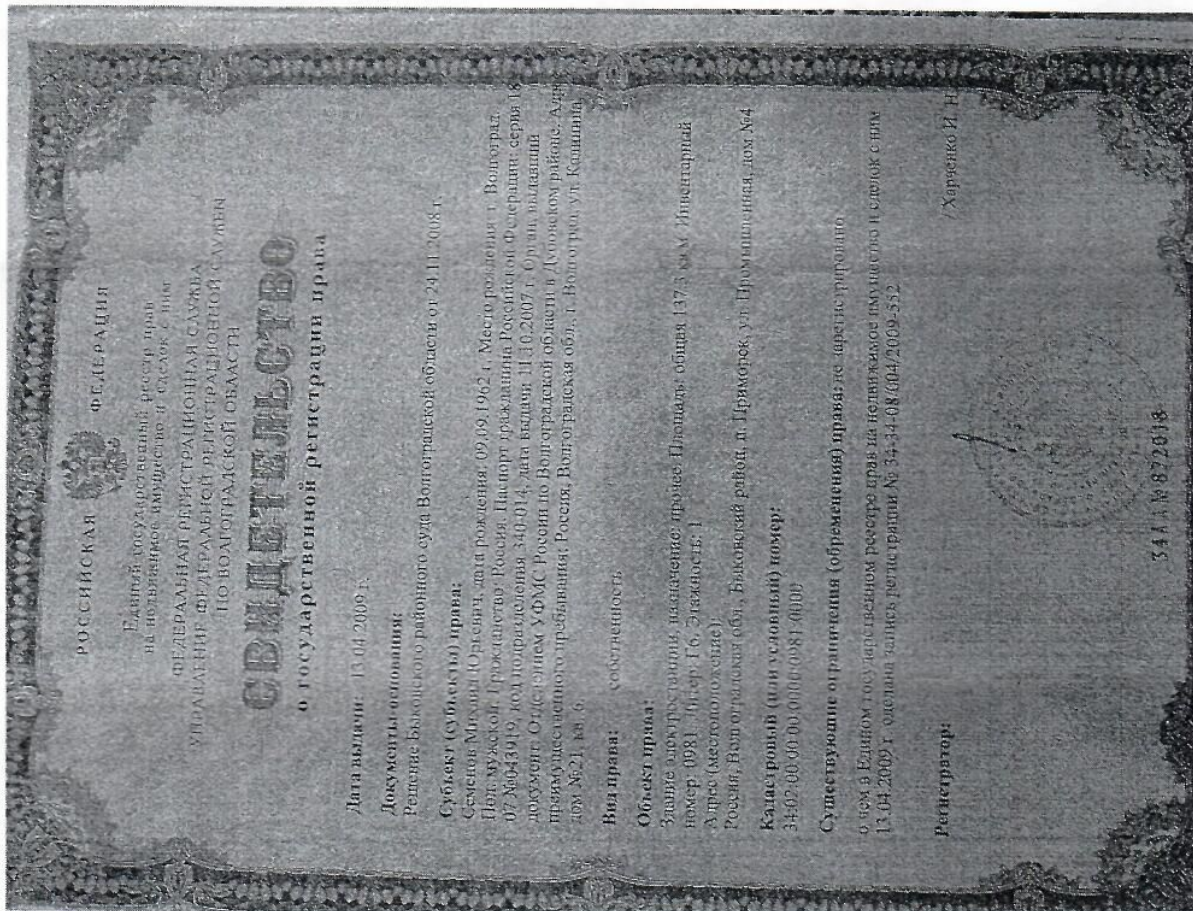 РОССИЙСКАЯ ФЕДЕРАЦИЯ
Единый государственный реестр прав
на недвижимое имущество и сделок с ним
ФЕДЕРАЛЬНАЯ РЕГИСТРАЦИОННАЯ СЛУЖБА
УПРАВЛЕНИЕ ФЕДЕРАЛЬНОЙ РЕГИСТРАЦИОННОЙ СЛУЖБЫ
ПО ВОЛГОГРАДСКОЙ ОБЛАСТИ
СВИДЕТЕЛЬСТВО
о государственной регистрации права
Дата выдачи: 13.04.2009 г.
Документы-основания:
Решение Быковского районного суда Волгоградской области от 24.11.2008 г.
Субъект (субъекты) права:
Семенов Михаил Юрьевич, дата рождения: 09.09.1962 г. Место рождения: г. Волгоград.
Пол: мужской. Гражданство: Россия. Паспорт гражданина Российской Федерации: серия 18
07 №043919, код подразделения 340-014, дата выдачи: 11.10.2007 г. Орган, выдавший
документ: Отделением УФМС России по Волгоградской области в Дубовском районе. Адр
преимущественного пребывания: Россия, Волгоградская обл., г. Волгоград, ул. Калинина,
дом №21, кв. 6.
Вид права: собственность
Объект права:
Здание электростанции, назначение: прочее. Площадь: общая 137.3 кв.м. Инвентарный
номер: 0981. Литер: Г6. Этажность: 1
Адрес (местоположение):
Россия, Волгоградская обл., Быковский район, п. Приморск, ул. Промышленная, дом №4
Кадастровый (или условный) номер:
34:02:00 00 00:000:000981:0000
Существующие ограничения (обременения) права: не зарегистрировано
о чем в Едином государственном реестре прав на недвижимое имущество и сделок с ним
13.04.2009 г. сделана запись регистрации № 34-34-08/604/2009-552
Регистратор: / Харченко И. Н
34 АА № 822018